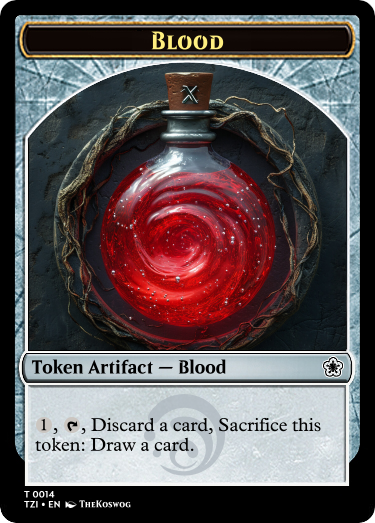 Blood
Token Artifact — Blood
1, T, Discard a card, Sacrifice this
token: Draw a card.
T 0014
TZI • EN TheKoswog